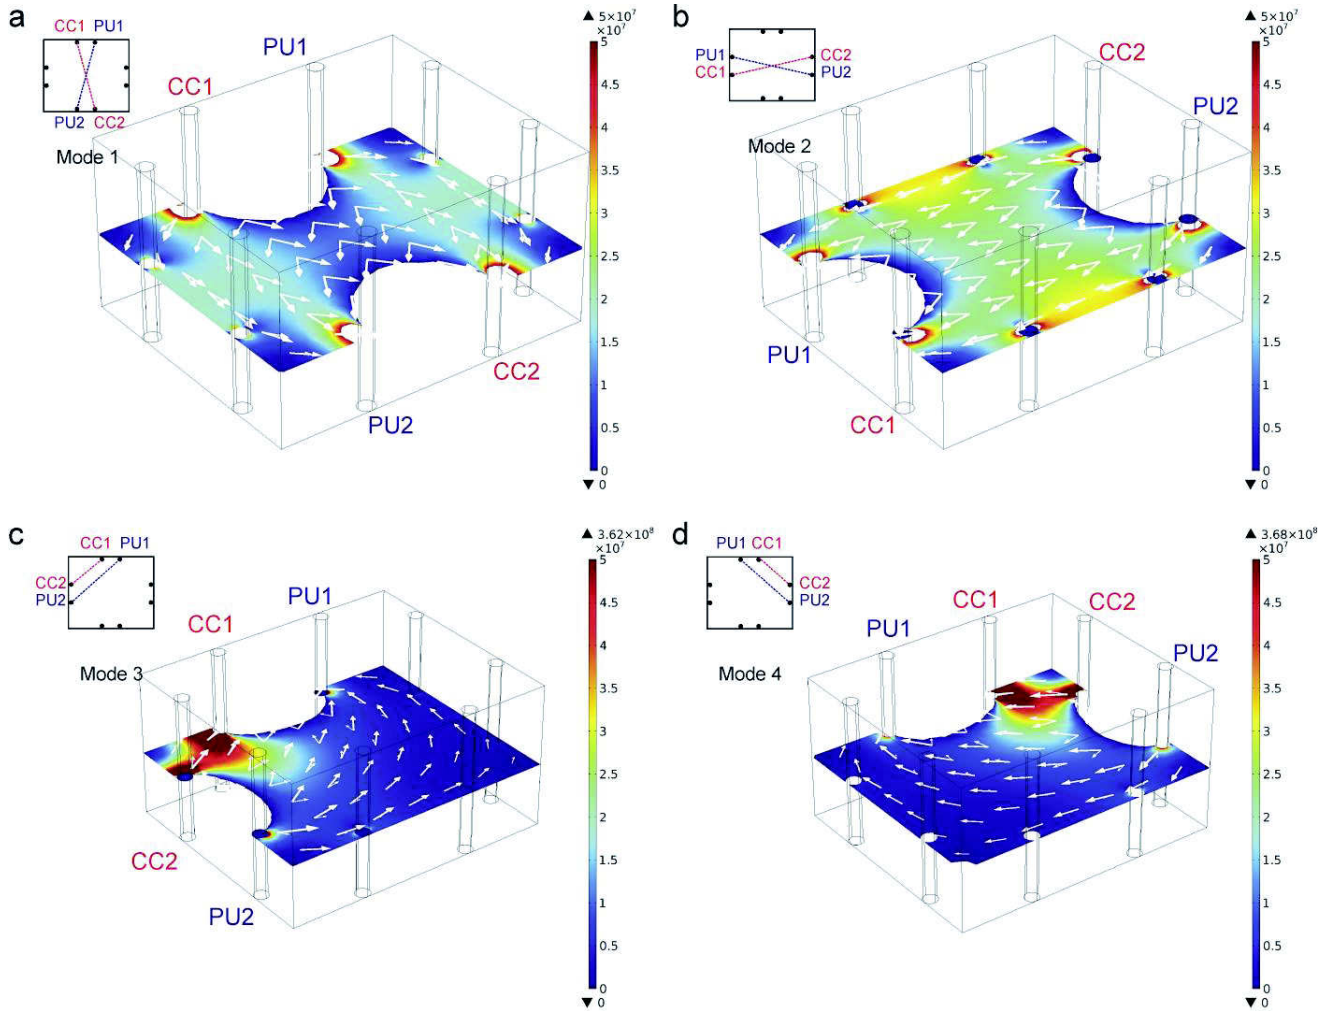 a
CC1 PU1
PU2 CC2
Mode 1
PU1
CC1
CC2
PU2
5×10⁷
×10⁷
5
4.5
4
3.5
3
2.5
2
1.5
1
0.5
0
0
b
PU1 CC2
CC1 PU2
Mode 2
CC2
PU2
PU1
CC1
5×10⁷
×10⁷
5
4.5
4
3.5
3
2.5
2
1.5
1
0.5
0
0
c
CC1 PU1
CC2
PU2
Mode 3
PU1
CC1
CC2
PU2
3.62×10⁸
×10⁷
5
4.5
4
3.5
3
2.5
2
1.5
1
0.5
0
0
d
PU1 CC1
CC2
PU2
Mode 4
CC1 CC2
PU1
PU2
3.68×10⁸
×10⁷
5
4.5
4
3.5
3
2.5
2
1.5
1
0.5
0
0